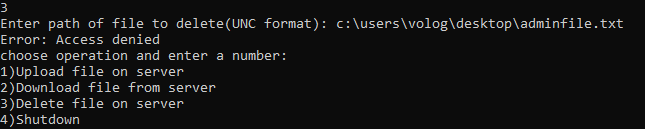 3
Enter path of file to delete(UNC format): c:\users\volog\desktop\adminfile.txt
Error: Access denied
choose operation and enter a number:
1)Upload file on server
2)Download file from server
3)Delete file on server
4)Shutdown